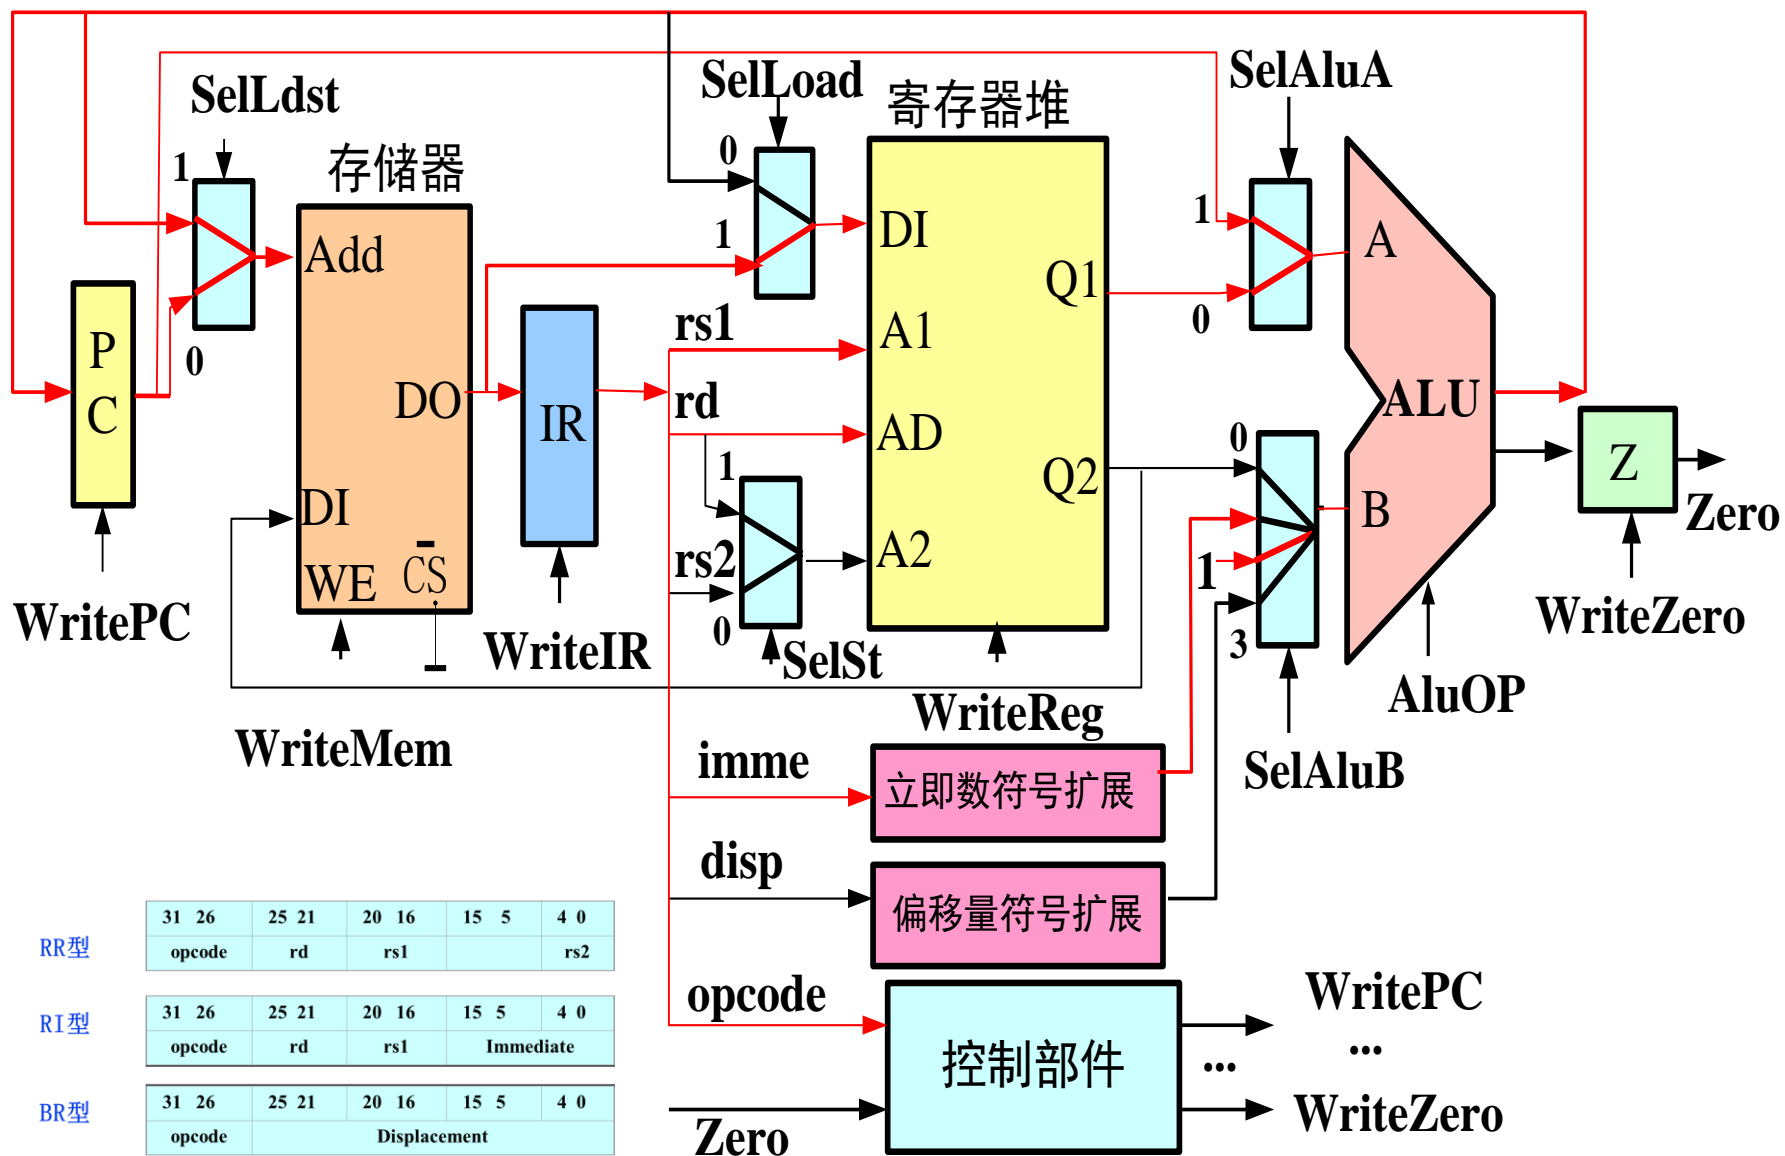 SelLdst
SelLoad
寄存器堆
SelAluA
存储器
1
0
1
0
1
0
Add
DI
A
P
C
Q1
rs1
A1
DO
IR
rd
AD
ALU
0
1
Q2
B
Z
Zero
DI
rs2
A2
WE
CS
1
0
3
WritePC
WriteIR
SelSt
WriteZero
AluOP
WriteReg
WriteMem
SelAluB
imme
立即数符号扩展
disp
偏移量符号扩展
31 26 25 21 20 16 15 5 4 0
RR型
opcode rd rs1 rs2
opcode
控制部件
WritePC
...
...
WriteZero
Zero
31 26 25 21 20 16 15 5 4 0
RI型
opcode rd rs1 Immediate
31 26 25 21 20 16 15 5 4 0
BR型
opcode Displacement